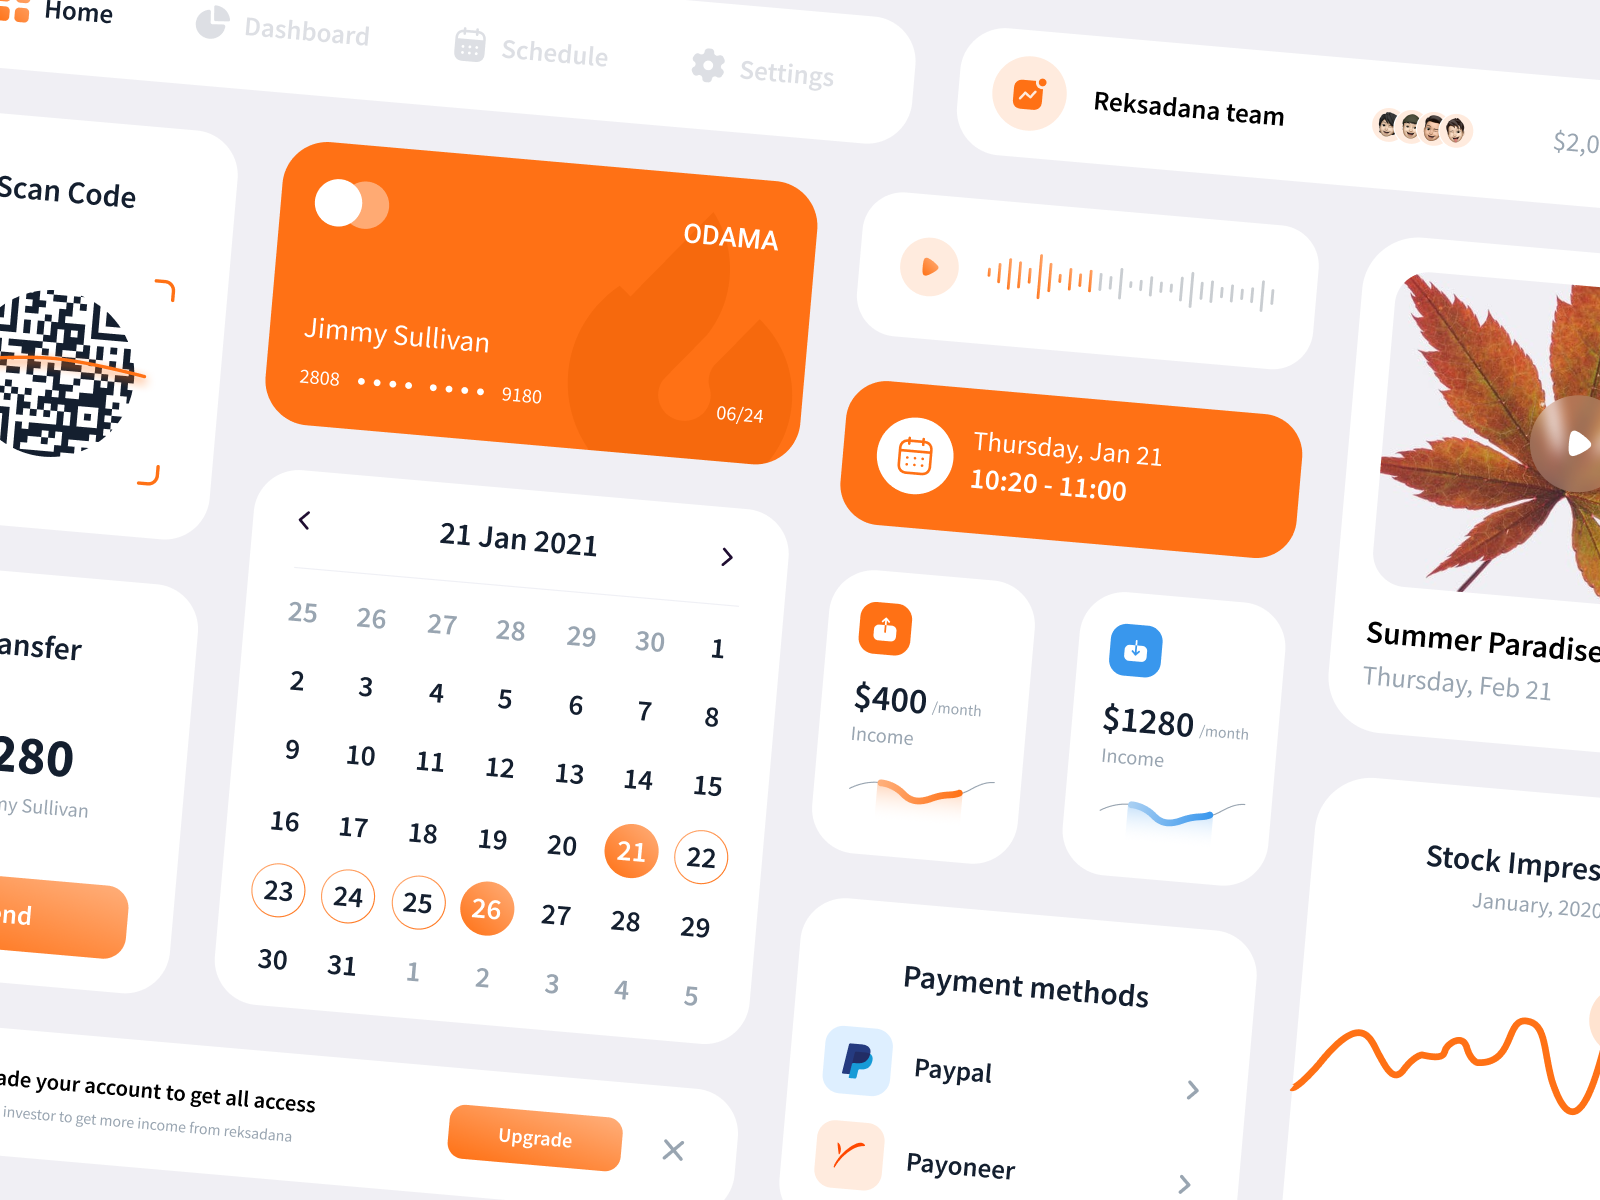 Home
Dashboard
Schedule
Settings
Reksadana team
$2,0
Scan Code
ODAMA
Jimmy Sullivan
2808 •••• •••• 9180
06/24
Thursday, Jan 21
10:20 - 11:00
Summer Paradise
Thursday, Feb 21
ansfer
280
my Sullivan
end
21 Jan 2021
25 26 27 28 29 30 1
2 3 4 5 6 7 8
9 10 11 12 13 14 15
16 17 18 19 20 21 22
23 24 25 26 27 28 29
30 31 1 2 3 4 5
$400 /month
Income
$1280 /month
Income
Stock Impres
January, 2020
Payment methods
Paypal
Payoneer
ade your account to get all access
investor to get more income from reksadana
Upgrade